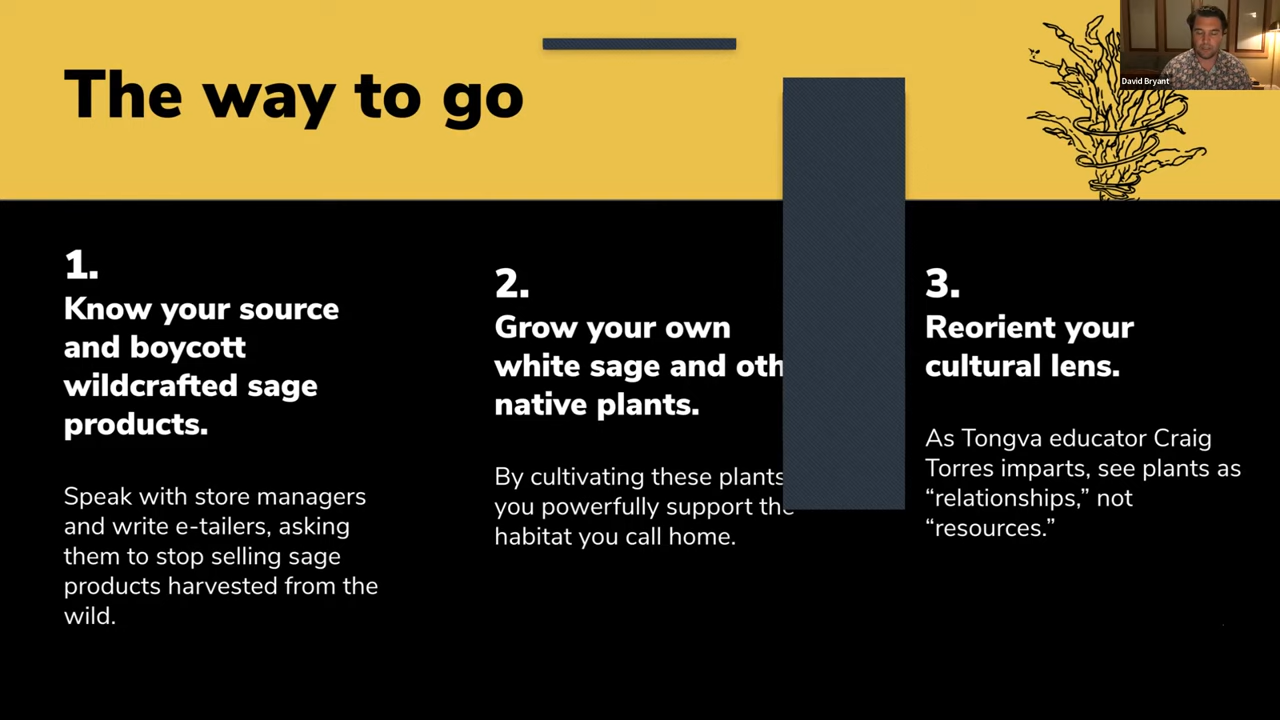 The way to go
David Bryant
1.
Know your source
and boycott
wildcrafted sage
products.
Speak with store managers
and write e-tailers, asking
them to stop selling sage
products harvested from the
wild.
2.
Grow your own
white sage and
native plants.
By cultivating these plants
you powerfully support the
habitat you call home.
3.
Reorient your
cultural lens.
As Tongva educator Craig
Torres imparts, see plants as
“relationships,” not
“resources.”